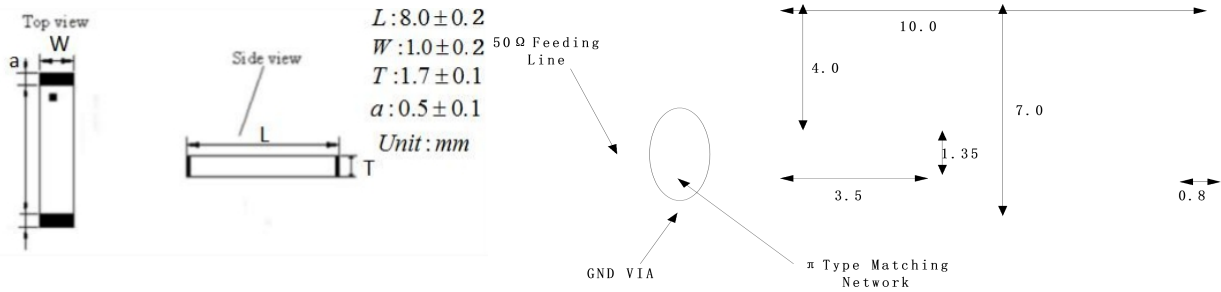 Top view
W
a
Side view
L
T
L:8.0±0.2
W:1.0±0.2
T:1.7±0.1
a:0.5±0.1
Unit:mm
50Ω Feeding
Line
10.0
4.0
7.0
1.35
3.5
0.8
GND VIA
π Type Matching
Network